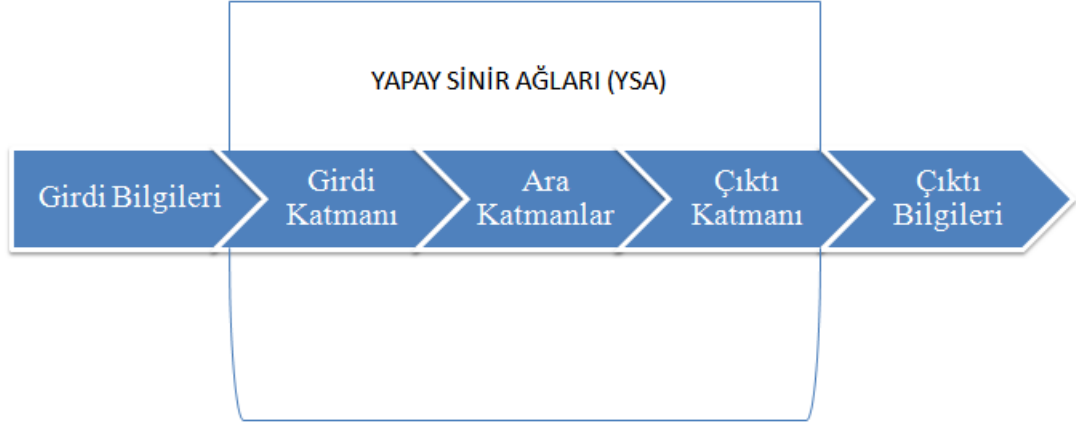 YAPAY SİNİR AĞLARI (YSA)
Girdi Bilgileri
Girdi
Katmanı
Ara
Katmanlar
Çıktı
Katmanı
Çıktı
Bilgileri